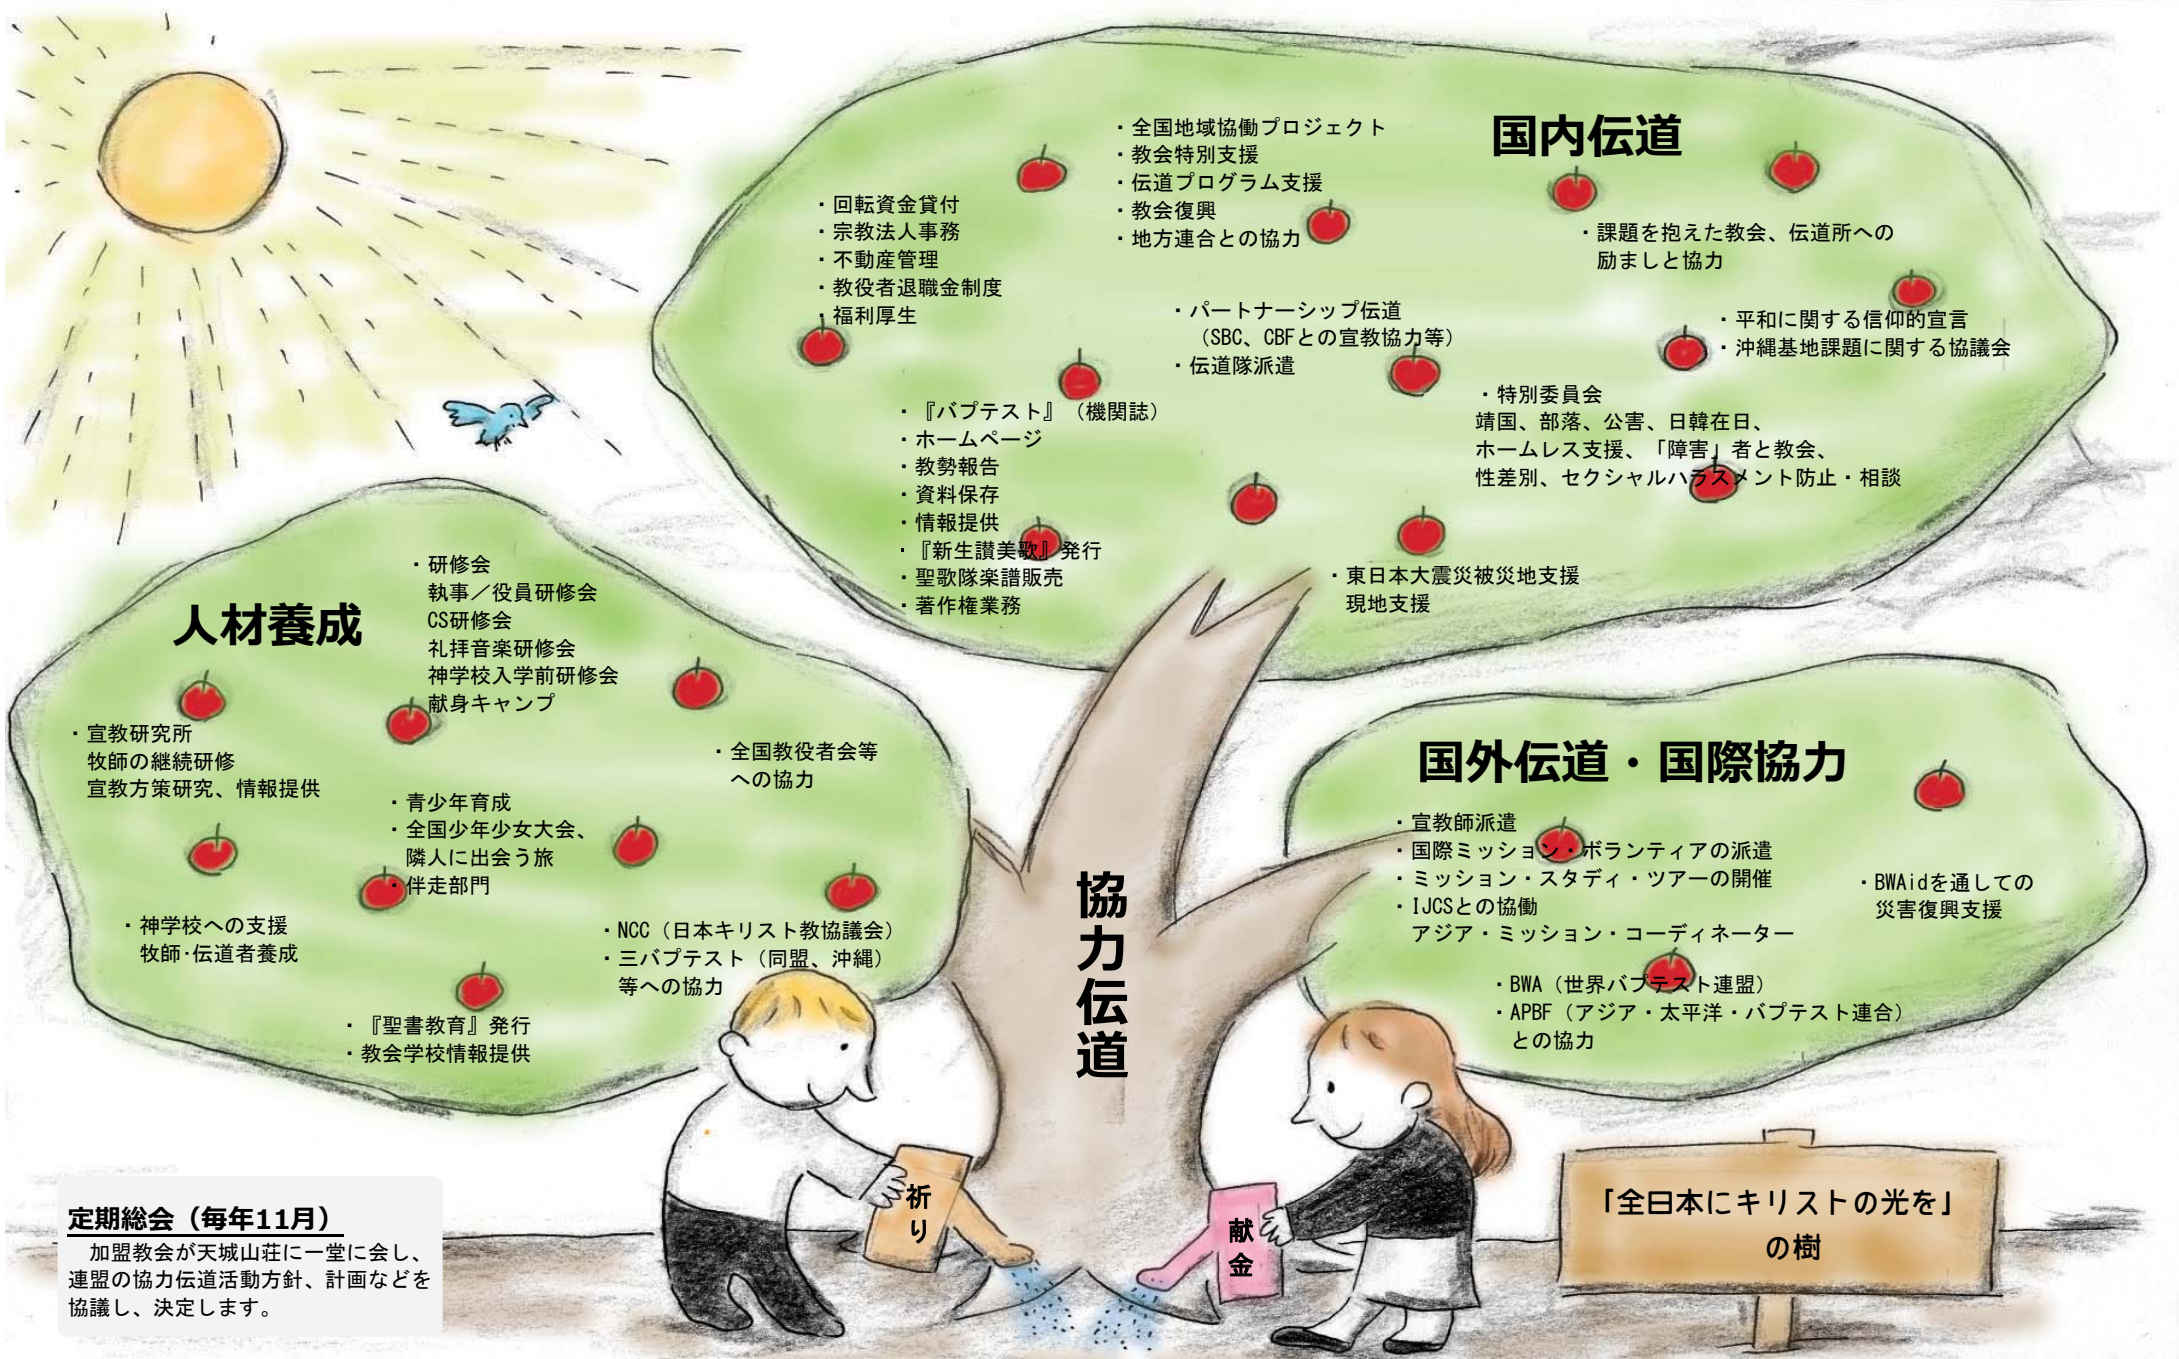 国内伝道
・全国地域協働プロジェクト
・教会特別支援
・伝道プログラム支援
・教会復興
・地方連合との協力
・回転資金貸付
・宗教法人事務
・不動産管理
・教役者退職金制度
・福利厚生
・課題を抱えた教会、伝道所への
励ましと協力
・パートナーシップ伝道
（SBC、CBFとの宣教協力等）
・伝道隊派遣
・平和に関する信仰的宣言
・沖縄基地課題に関する協議会
・特別委員会
靖国、部落、公害、日韓在日、
ホームレス支援、「障害」者と教会、
性差別、セクシャルハラスメント防止・相談
・『バプテスト』（機関誌）
・ホームページ
・教勢報告
・資料保存
・情報提供
・『新生讃美歌』発行
・聖歌隊楽譜販売
・著作権業務
・東日本大震災被災地支援
現地支援
人材養成
・研修会
執事／役員研修会
CS研修会
礼拝音楽研修会
神学校入学前研修会
献身キャンプ
・宣教研究所
牧師の継続研修
宣教方策研究、情報提供
・全国教役者会等
への協力
・青少年育成
・全国少年少女大会、
隣人に出会う旅
・伴走部門
・神学校への支援
牧師・伝道者養成
・NCC（日本キリスト教協議会）
・三バプテスト（同盟、沖縄）
等への協力
・『聖書教育』発行
・教会学校情報提供
国外伝道・国際協力
・宣教師派遣
・国際ミッション・ボランティアの派遣
・ミッション・スタディ・ツアーの開催
・IJCSとの協働
アジア・ミッション・コーディネーター
・BWAidを通しての
災害復興支援
・BWA（世界バプテスト連盟）
・APBF（アジア・太平洋・バプテスト連合）
との協力
協力伝道
祈り
献金
定期総会（毎年11月）
加盟教会が天城山荘に一堂に会し、
連盟の協力伝道活動方針、計画などを
協議し、決定します。
「全日本にキリストの光を」
の樹